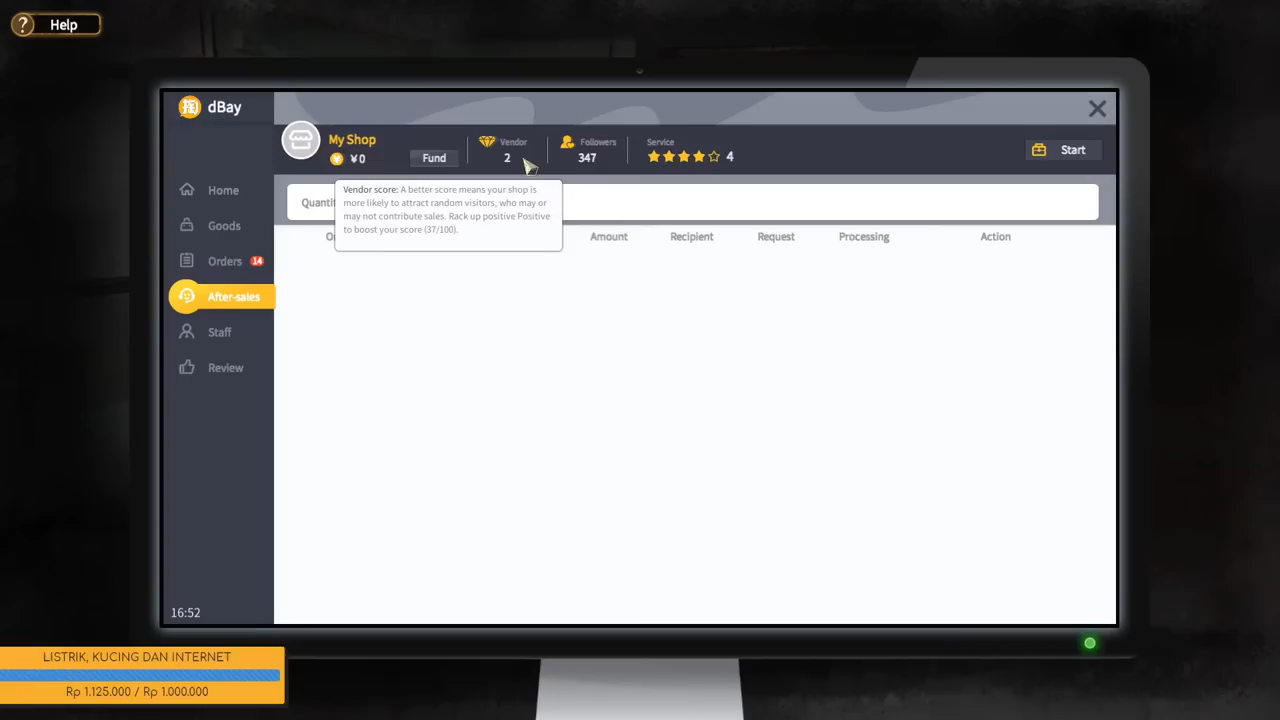 ? Help
掏 dBay
My Shop
¥0
Fund
Vendor
2
Followers
347
Service
4
Start
Home
Goods
Orders 14
After-sales
Staff
Review
Vendor score: A better score means your shop is
more likely to attract random visitors, who may or
may not contribute sales. Rack up positive Positive
to boost your score (37/100).
Amount
Recipient
Request
Processing
Action
16:52
LISTRIK, KUCING DAN INTERNET
Rp 1.125.000 / Rp 1.000.000